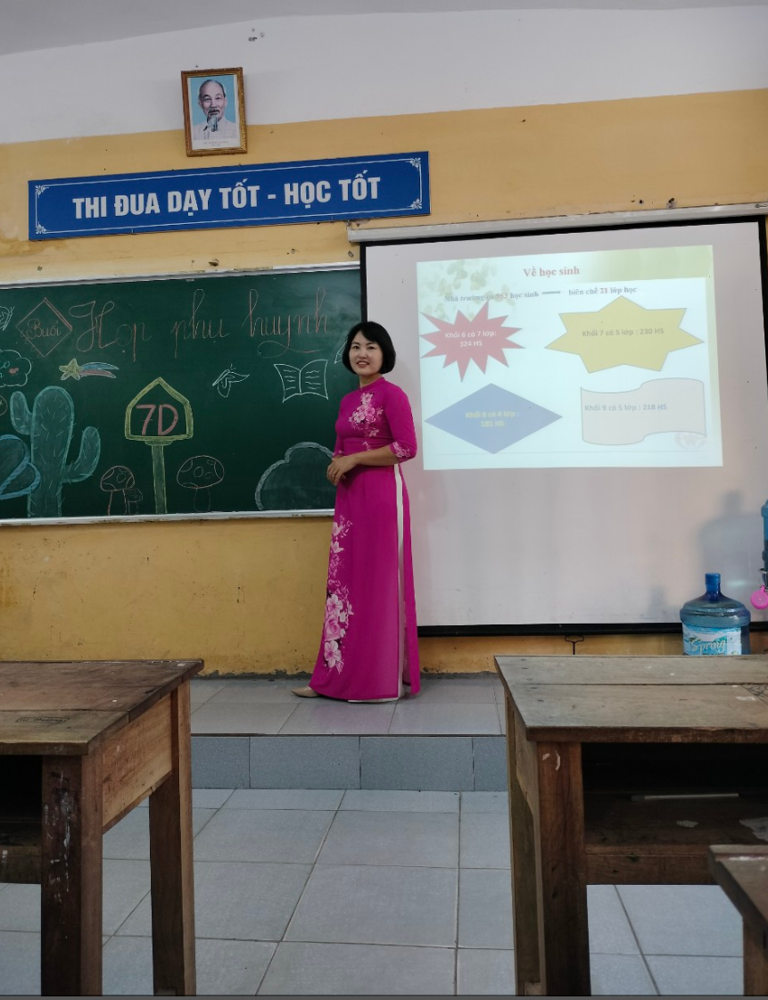 THI ĐUA DẠY TỐT - HỌC TỐT
Buổi
Họp phụ huynh
7D
Về học sinh
Nhà trường có 953 học sinh biên chế 21 lớp học
Khối 6 có 7 lớp:
324 HS
Khối 7 có 5 lớp : 230 HS
Khối 8 có 4 lớp :
181 HS
Khối 9 có 5 lớp : 218 HS
Spring